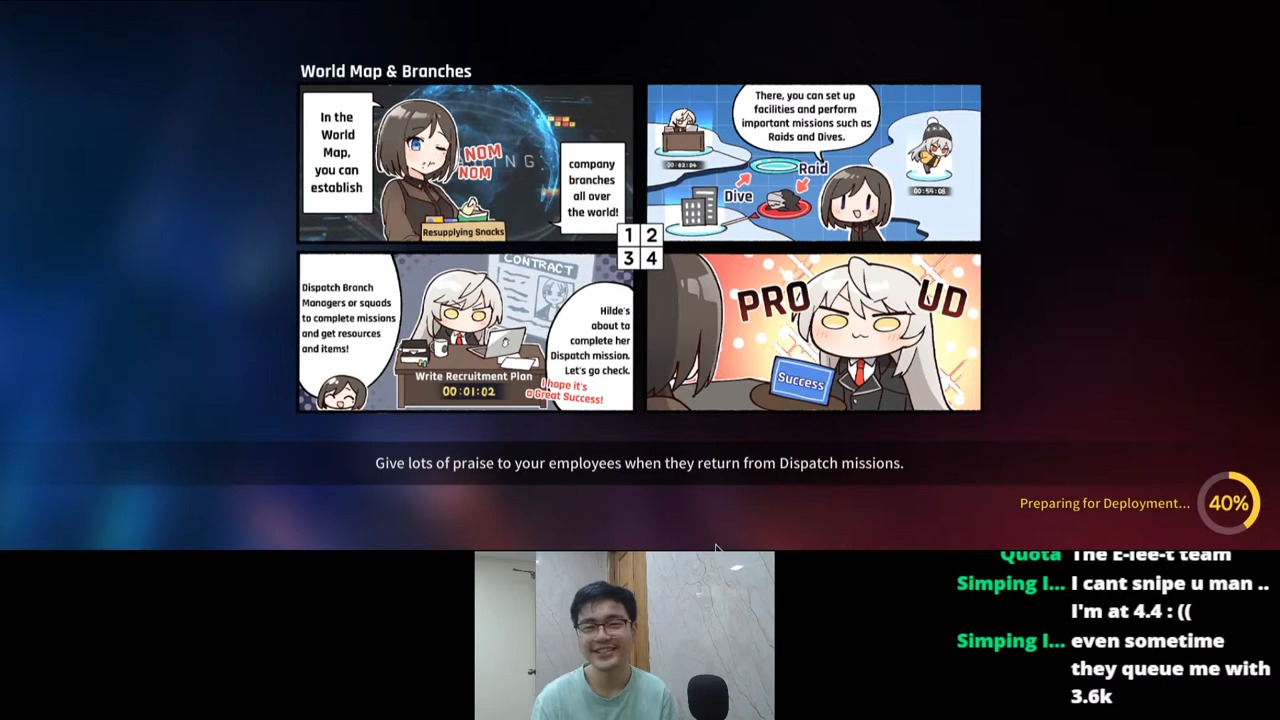 World Map & Branches
In the
World
Map,
you can
establish
NOM
NOM
company
branches
all over
the world!
Resupplying Snacks
There, you can set up
facilities and perform
important missions such as
Raids and Dives.
Raid
Dive
00:55:05
1 2
3 4
Dispatch Branch
Managers or squads
to complete missions
and get resources
and items!
CONTRACT
Write Recruitment Plan
00:01:02
Hilde's
about to
complete her
Dispatch mission.
Let's go check.
I hope it's
a Great Success!
PRO UD
Success
Give lots of praise to your employees when they return from Dispatch missions.
Preparing for Deployment... 40%
Quota The E-lee-t team
Simping I... I cant snipe u man ..
I'm at 4.4 : ((
Simping I... even sometime
they queue me with
3.6k